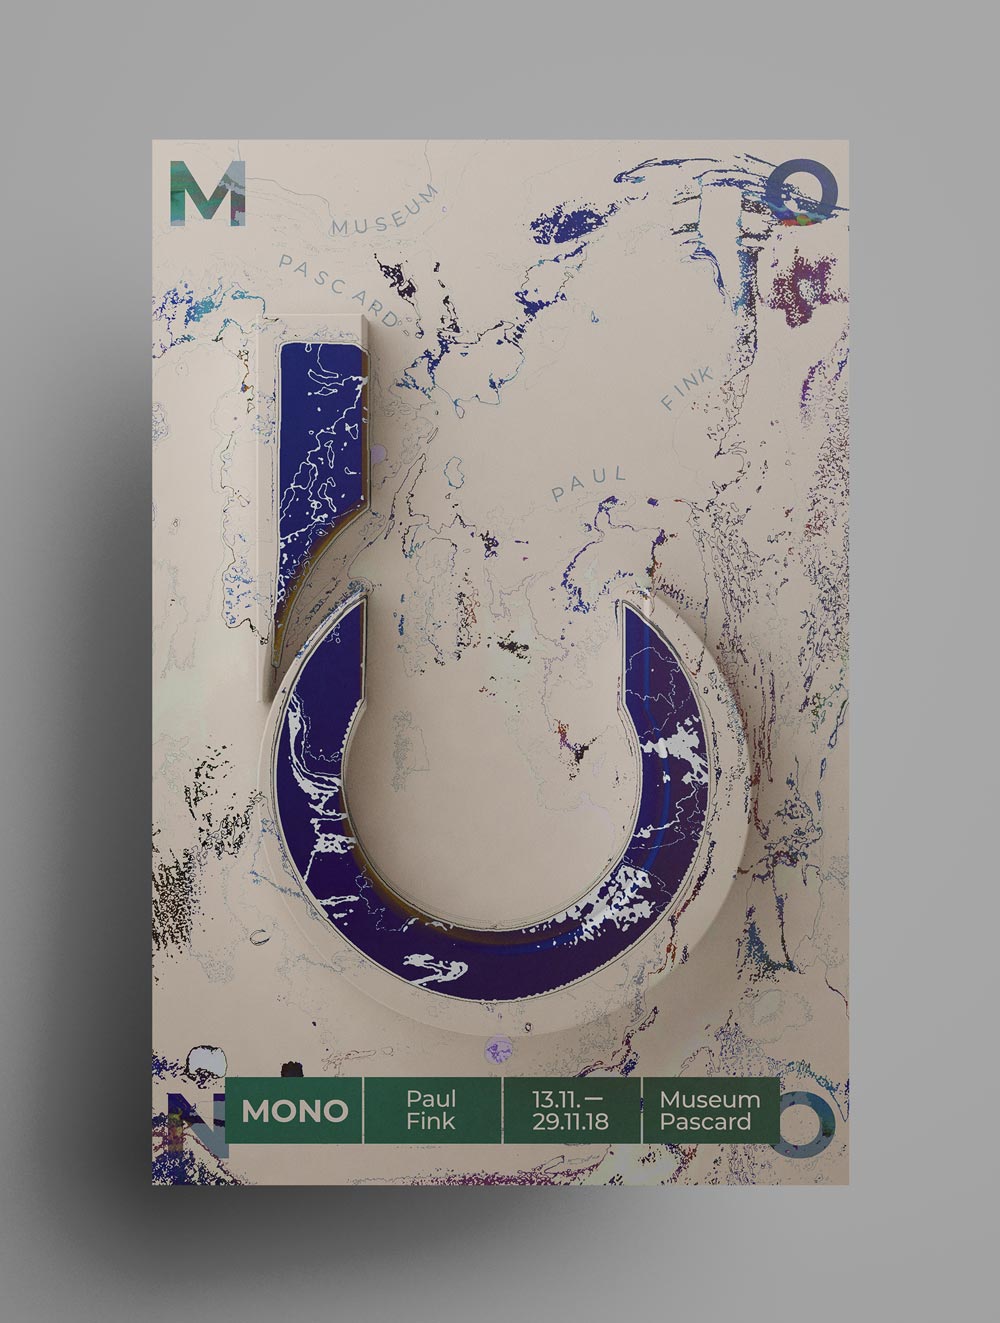 M O
MUSEUM
PASCARD
FINK
PAUL
N O
MONO
Paul
Fink
13.11.—
29.11.18
Museum
Pascard